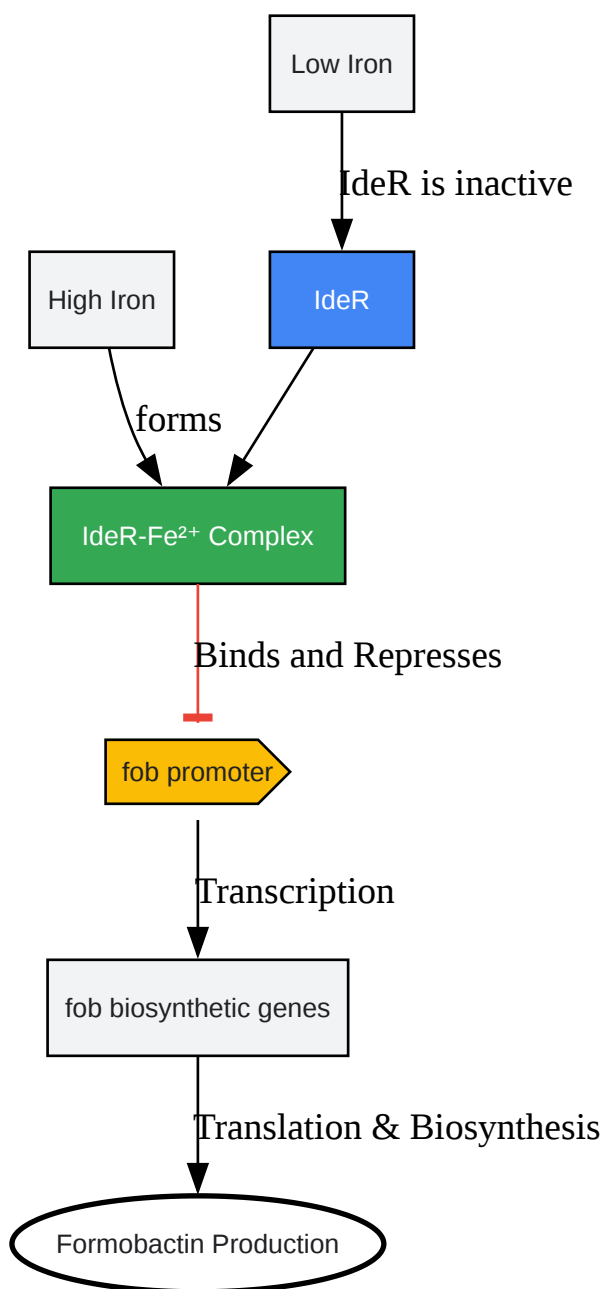 Low Iron
IdeR is inactive
High Iron
IdeR
forms
IdeR-Fe²⁺ Complex
Binds and Represses
fob promoter
Transcription
fob biosynthetic genes
Translation & Biosynthesis
Formobactin Production